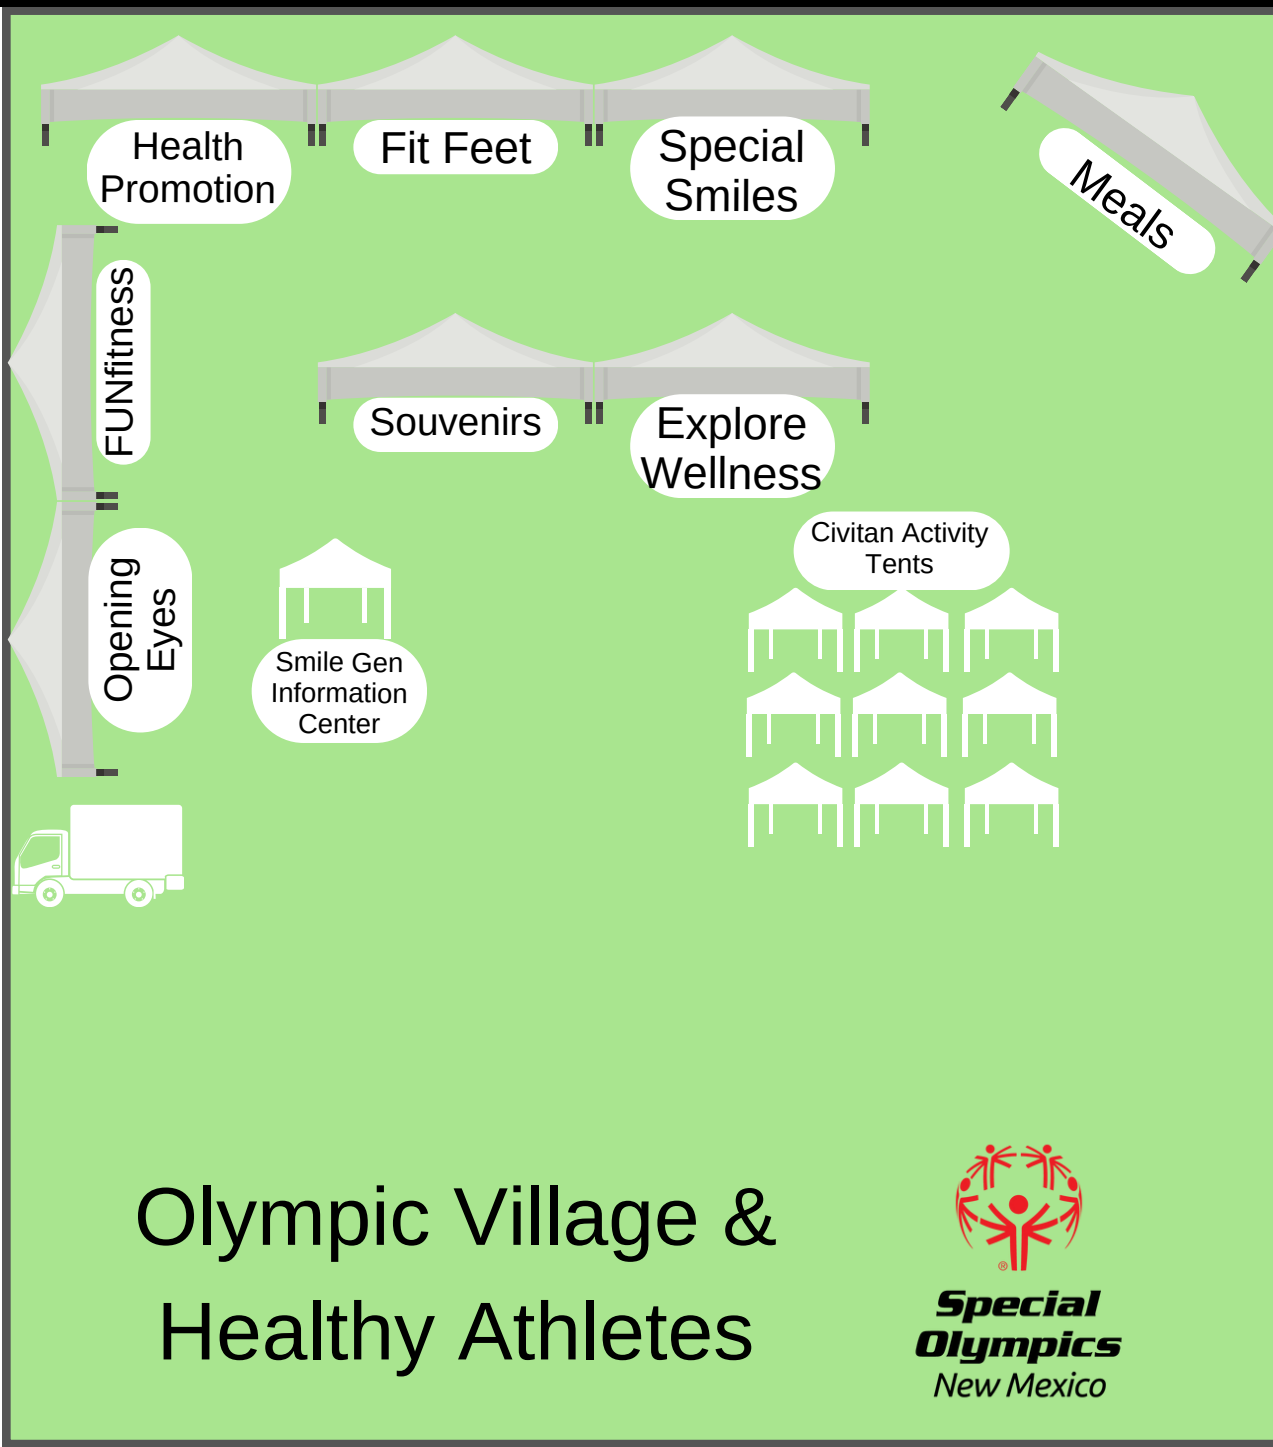 Health
Promotion
Fit Feet
Special
Smiles
Meals
FUNfitness
Souvenirs
Explore
Wellness
Civitan Activity
Tents
Opening
Eyes
Smile Gen
Information
Center
Olympic Village &
Healthy Athletes
®
Special
Olympics
New Mexico